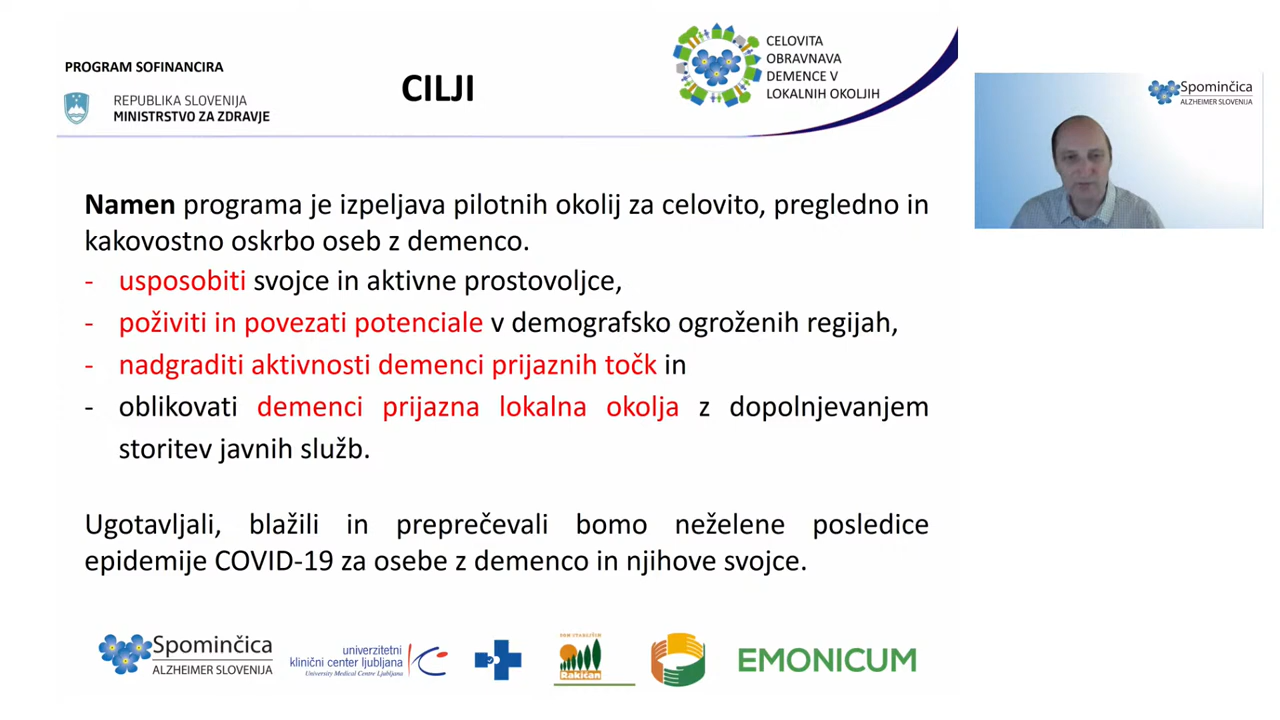 PROGRAM SOFINANCIRA
REPUBLIKA SLOVENIJA
MINISTRSTVO ZA ZDRAVJE
CILJI
CELOVITA
OBRAVNAVA
DEMENCE V
LOKALNIH OKOLJIH
Spominčica
ALZHEIMER SLOVENIJA
Namen programa je izpeljava pilotnih okolij za celovito, pregledno in
kakovostno oskrbo oseb z demenco.
- usposobiti svojce in aktivne prostovoljce,
- poživiti in povezati potenciale v demografsko ogroženih regijah,
- nadgraditi aktivnosti demenci prijaznih točk in
- oblikovati demenci prijazna lokalna okolja z dopolnjevanjem
storitev javnih služb.
Ugotavljali, blažili in preprečevali bomo neželene posledice
epidemije COVID-19 za osebe z demenco in njihove svojce.
Spominčica
ALZHEIMER SLOVENIJA
univerzitetni
klinični center ljubljana
University Medical Centre Ljubljana
DOM STAREJŠIH
Rakičan
EMONICUM